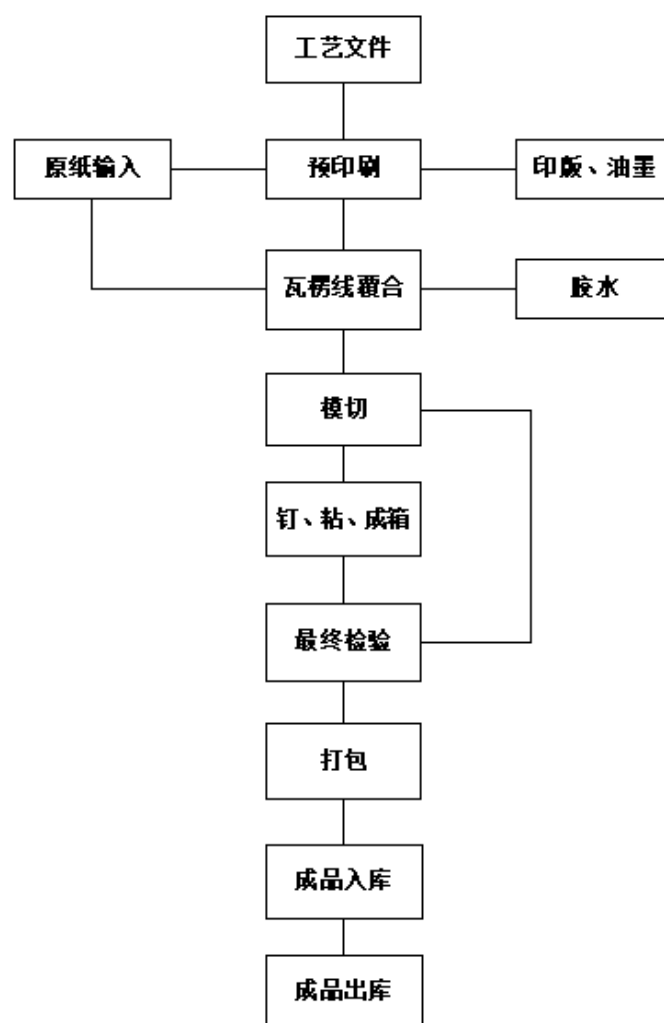 工艺文件
原纸输入
预印刷
印版、油墨
瓦楞线覆合
胶水
模切
钉、粘、成箱
最终检验
打包
成品入库
成品出库